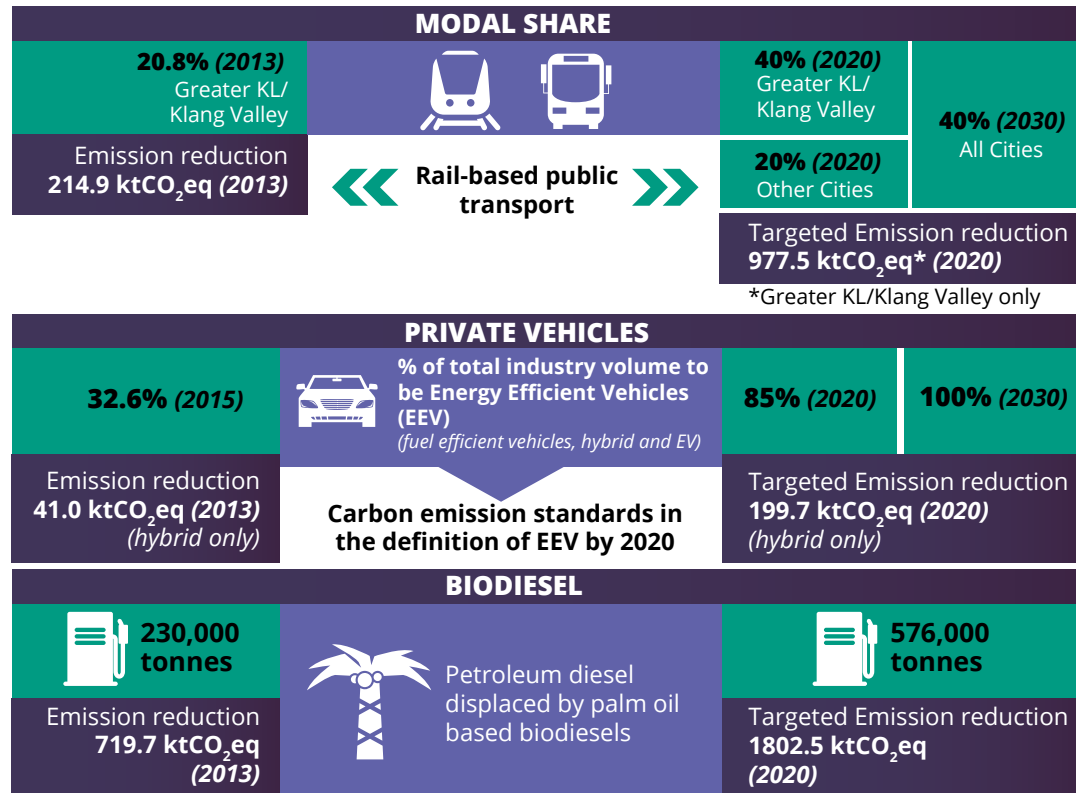 MODAL SHARE
20.8% (2013)
Greater KL/
Klang Valley
Emission reduction
214.9 ktCO₂eq (2013)
Rail-based public
transport
40% (2020)
Greater KL/
Klang Valley
20% (2020)
Other Cities
40% (2030)
All Cities
Targeted Emission reduction
977.5 ktCO₂eq* (2020)
*Greater KL/Klang Valley only
PRIVATE VEHICLES
32.6% (2015)
Emission reduction
41.0 ktCO₂eq (2013)
(hybrid only)
% of total industry volume to
be Energy Efficient Vehicles
(EEV)
(fuel efficient vehicles, hybrid and EV)
Carbon emission standards in
the definition of EEV by 2020
85% (2020)
100% (2030)
Targeted Emission reduction
199.7 ktCO₂eq (2020)
(hybrid only)
BIODIESEL
230,000
tonnes
Emission reduction
719.7 ktCO₂eq
(2013)
Petroleum diesel
displaced by palm oil
based biodiesels
576,000
tonnes
Targeted Emission reduction
1802.5 ktCO₂eq
(2020)